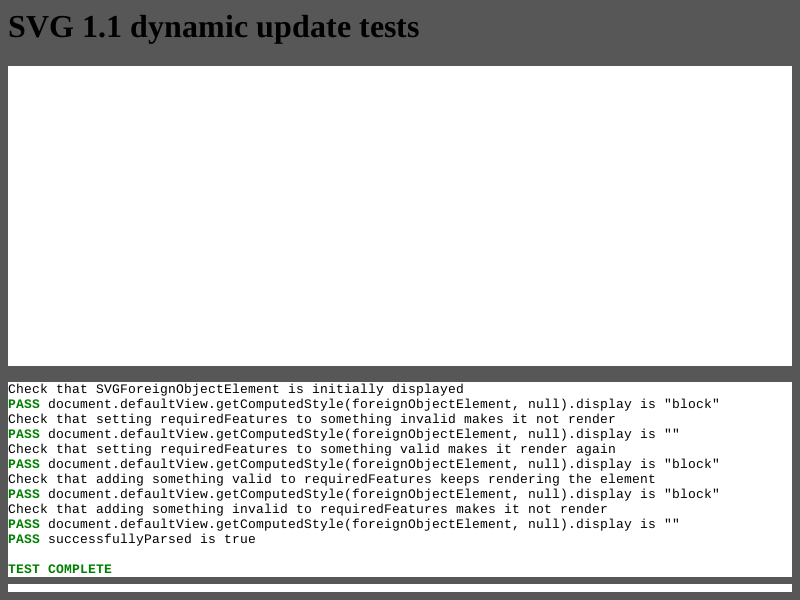 SVG 1.1 dynamic update tests
Check that SVGForeignObjectElement is initially displayed
PASS document.defaultView.getComputedStyle(foreignObjectElement, null).display is "block"
Check that setting requiredFeatures to something invalid makes it not render
PASS document.defaultView.getComputedStyle(foreignObjectElement, null).display is ""
Check that setting requiredFeatures to something valid makes it render again
PASS document.defaultView.getComputedStyle(foreignObjectElement, null).display is "block"
Check that adding something valid to requiredFeatures keeps rendering the element
PASS document.defaultView.getComputedStyle(foreignObjectElement, null).display is "block"
Check that adding something invalid to requiredFeatures makes it not render
PASS document.defaultView.getComputedStyle(foreignObjectElement, null).display is ""
PASS successfullyParsed is true
TEST COMPLETE